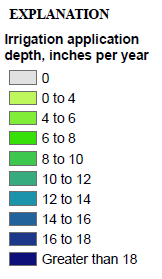 EXPLANATION
Irrigation application
depth, inches per year
0
0 to 4
4 to 6
6 to 8
8 to 10
10 to 12
12 to 14
14 to 16
16 to 18
Greater than 18